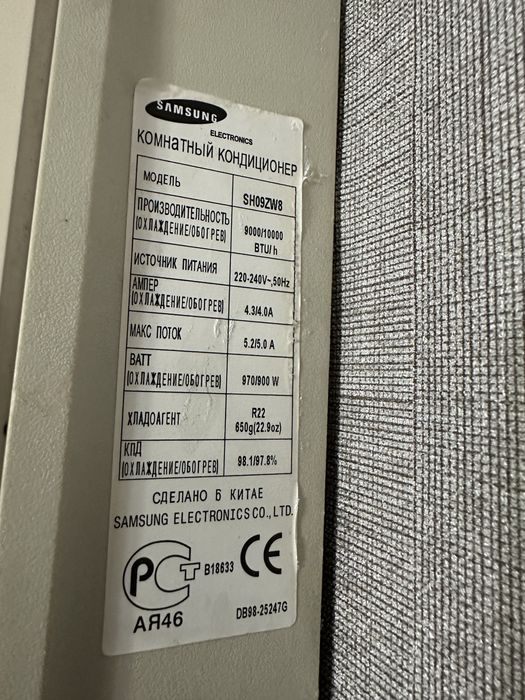 SAMSUNG
ELECTRONICS
КОМНАТНЫЙ КОНДИЦИОНЕР
МОДЕЛЬ SH09ZW8
ПРОИЗВОДИТЕЛЬНОСТЬ
(ОХЛАЖДЕНИЕ/ОБОГРЕВ) 9000/10000
BTU/h
ИСТОЧНИК ПИТАНИЯ 220-240V~,50Hz
АМПЕР
(ОХЛАЖДЕНИЕ/ОБОГРЕВ) 4.3/4.0A
МАКС ПОТОК 5.2/5.0 A
ВАТТ
(ОХЛАЖДЕНИЕ/ОБОГРЕВ) 970/900 W
ХЛАДОАГЕНТ R22
650g(22.9oz)
КПД
(ОХЛАЖДЕНИЕ/ОБОГРЕВ) 98.1/97.8%
СДЕЛАНО Б КИТАЕ
SAMSUNG ELECTRONICS CO., LTD.
РСТ B18633 CE
АЯ46
DB98-25247G